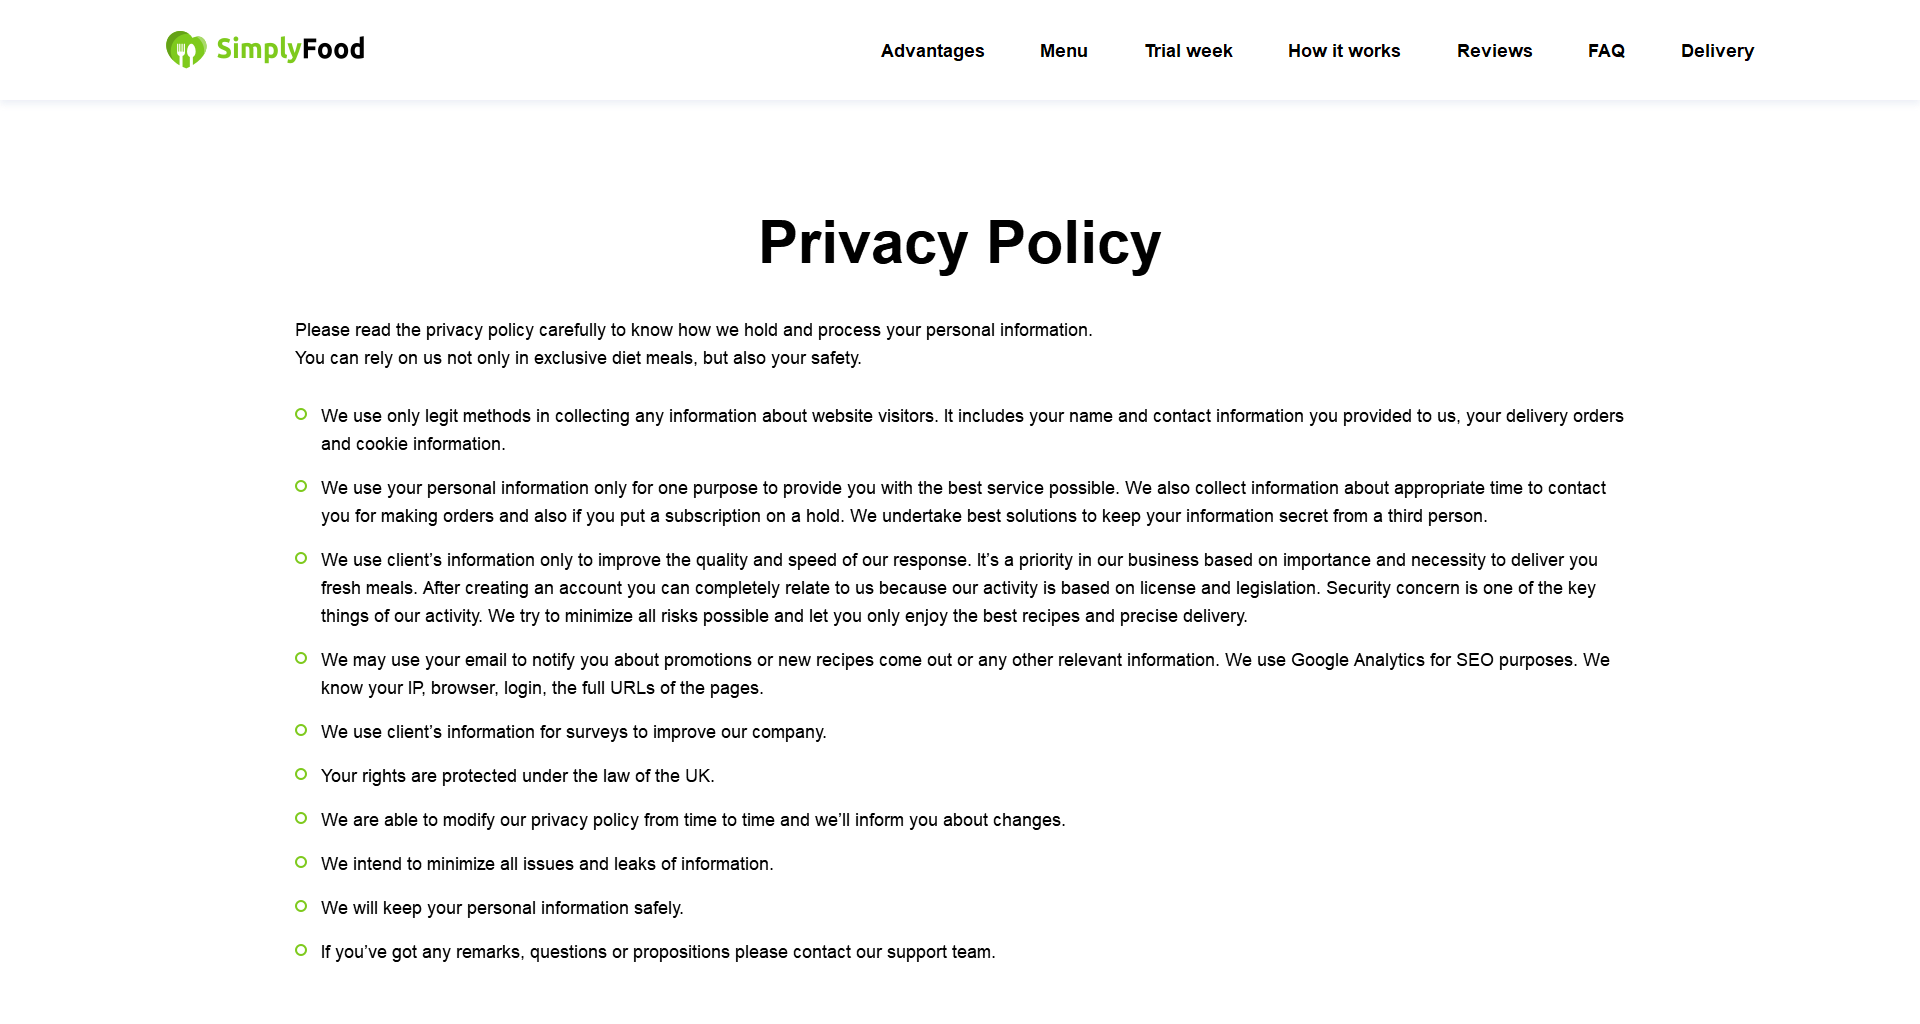 SimplyFood
Advantages Menu Trial week How it works Reviews FAQ Delivery
Privacy Policy
Please read the privacy policy carefully to know how we hold and process your personal information.
You can rely on us not only in exclusive diet meals, but also your safety.
We use only legit methods in collecting any information about website visitors. It includes your name and contact information you provided to us, your delivery orders
and cookie information.
We use your personal information only for one purpose to provide you with the best service possible. We also collect information about appropriate time to contact
you for making orders and also if you put a subscription on a hold. We undertake best solutions to keep your information secret from a third person.
We use client’s information only to improve the quality and speed of our response. It’s a priority in our business based on importance and necessity to deliver you
fresh meals. After creating an account you can completely relate to us because our activity is based on license and legislation. Security concern is one of the key
things of our activity. We try to minimize all risks possible and let you only enjoy the best recipes and precise delivery.
We may use your email to notify you about promotions or new recipes come out or any other relevant information. We use Google Analytics for SEO purposes. We
know your IP, browser, login, the full URLs of the pages.
We use client’s information for surveys to improve our company.
Your rights are protected under the law of the UK.
We are able to modify our privacy policy from time to time and we’ll inform you about changes.
We intend to minimize all issues and leaks of information.
We will keep your personal information safely.
If you’ve got any remarks, questions or propositions please contact our support team.